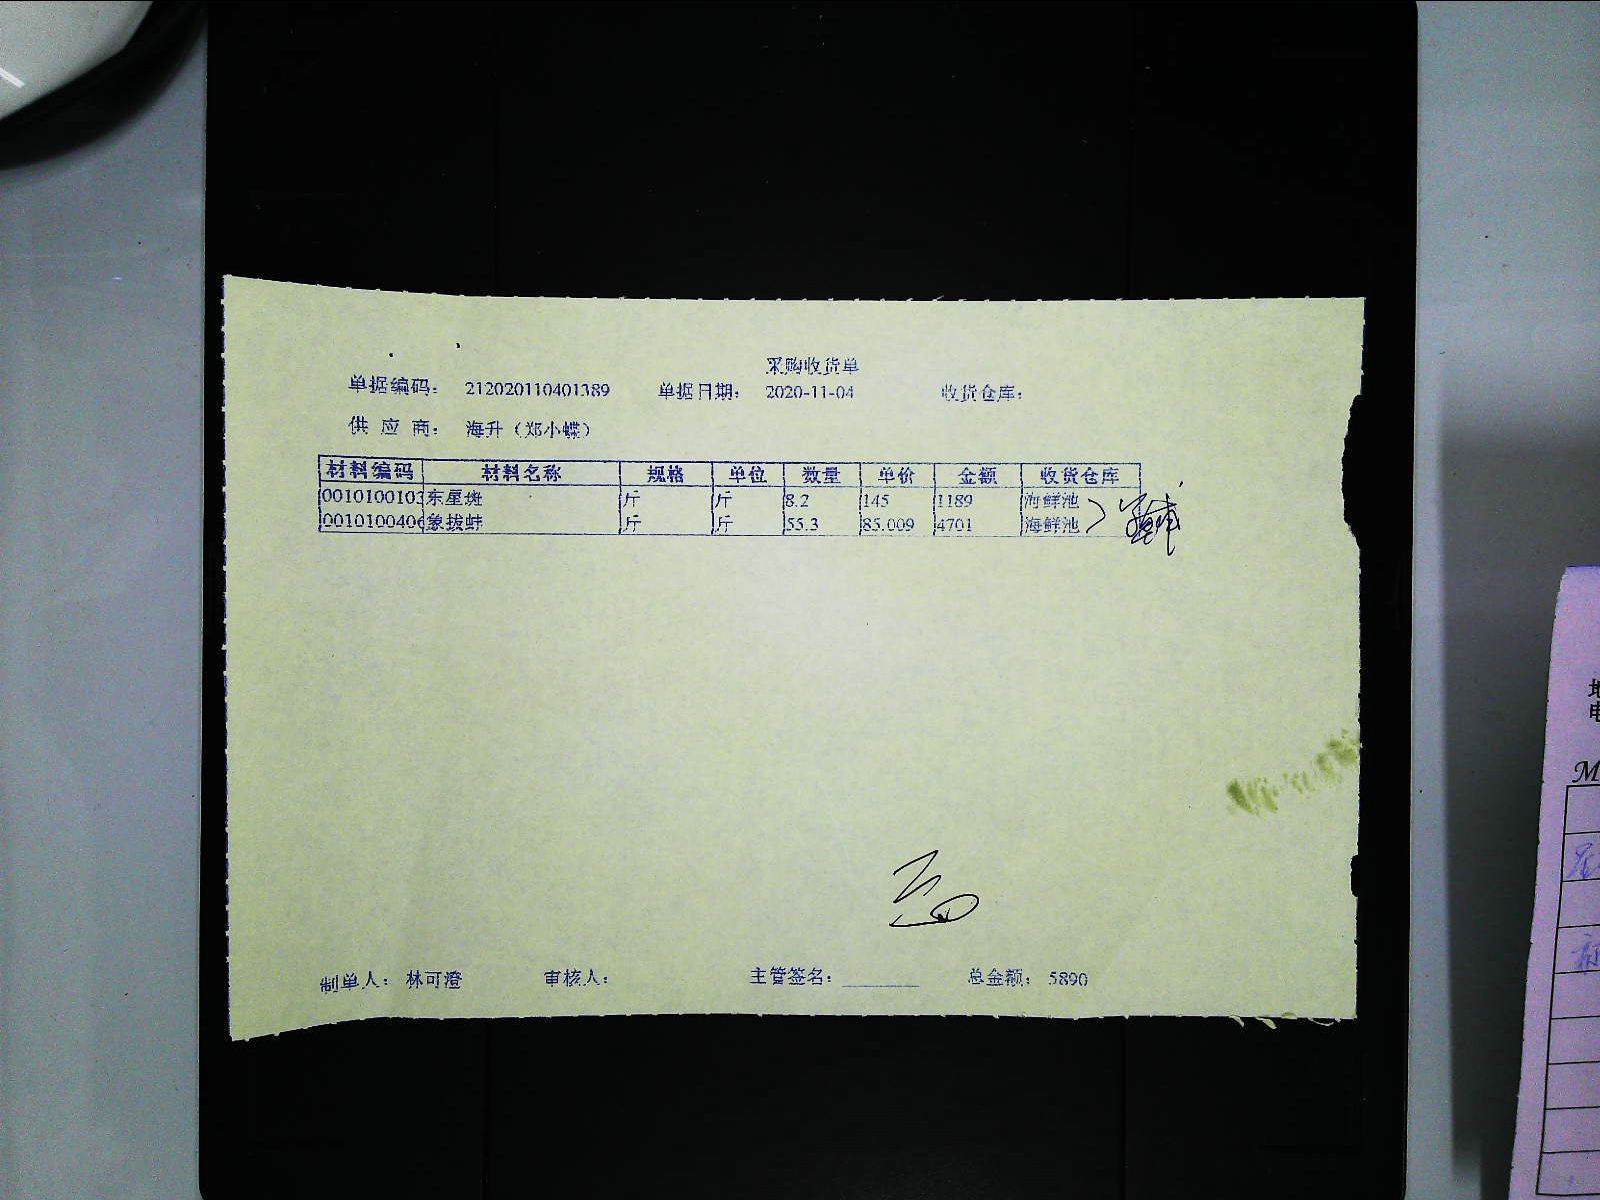 采购收货单
单据编码： 212020110401389 单据日期： 2020-11-04 收货仓库：
供 应 商： 海升（郑小蝶）
材料编码 材料名称 规格 单位 数量 单价 金额 收货仓库
0010100103 东星斑 斤 斤 8.2 145 1189 海鲜池
0010100406 象拔蚌 斤 斤 55.3 85.009 4701 海鲜池
制单人： 林可澄 审核人： 主管签名： 总金额： 5890
地
电
M